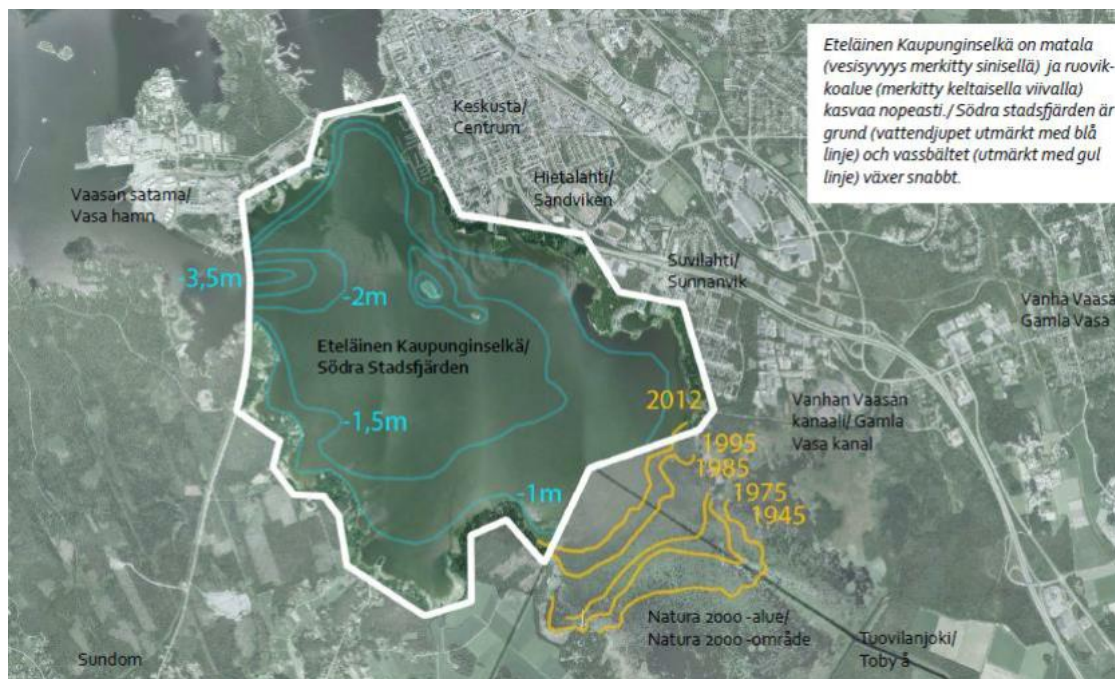 Eteläinen Kaupunginselkä on matala
(vesisyvyys merkitty sinisellä) ja ruovik-
koalue (merkitty keltaisella viivalla)
kasvaa nopeasti./ Södra stadsfjärden är
grund (vattendjupet utmärkt med blå
linje) och vassbältet (utmärkt med gul
linje) växer snabbt.
Keskusta/
Centrum
Vaasan satama/
Vasa hamn
Hietalahti/
Sandviken
Suvilahti/
Sunnanvik
-3,5m
-2m
Vanha Vaasa
Gamla Vasa
Eteläinen Kaupunginselkä/
Södra Stadsfjärden
-1,5m
2012
Vanhan Vaasan
kanaali/ Gamla
Vasa kanal
1995
1985
1975
1945
-1m
Natura 2000 -alue/
Natura 2000 -område
Tuovilanjoki/
Toby å
Sundom